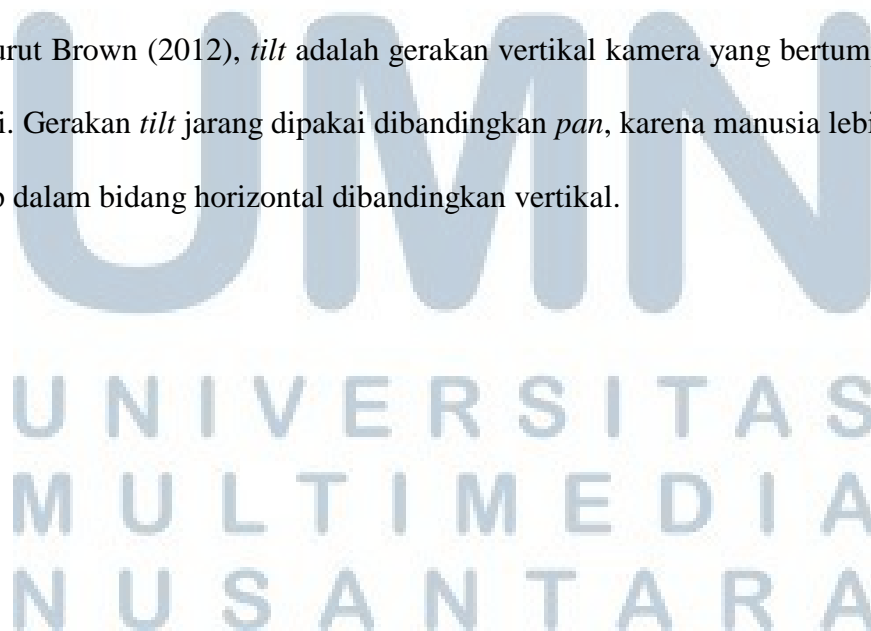 urut Brown (2012), tilt adalah gerakan vertikal kamera yang bertum
i. Gerakan tilt jarang dipakai dibandingkan pan, karena manusia lebi
p dalam bidang horizontal dibandingkan vertikal.
UMN
UNIVERSITAS
MULTIMEDIA
NUSANTARA